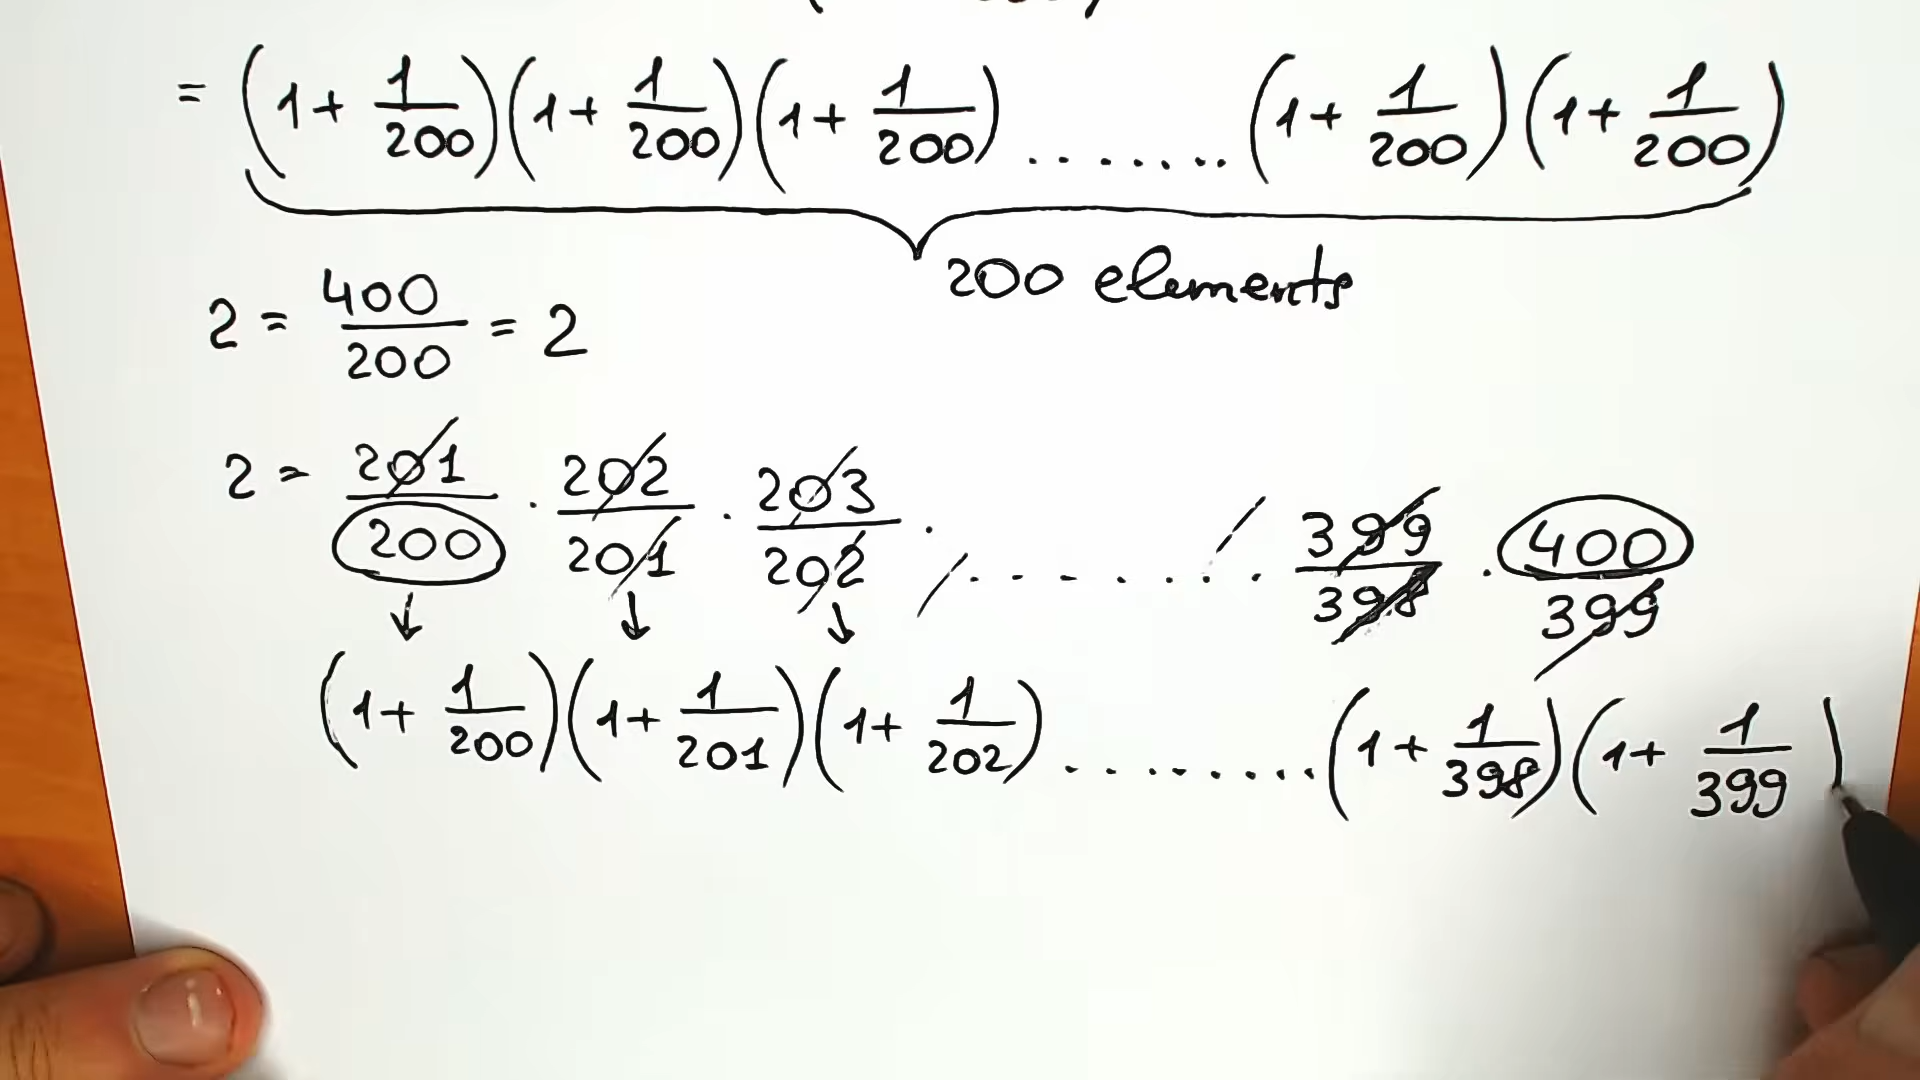 = (1 + 1/200)(1 + 1/200)(1 + 1/200) ....... (1 + 1/200)(1 + 1/200)
200 elements
2 = 400/200 = 2
2 = 201/200 · 202/201 · 203/202 · ....... 399/398 · 400/399
↓ ↓ ↓
(1 + 1/200)(1 + 1/201)(1 + 1/202) ......... (1 + 1/398)(1 + 1/399)